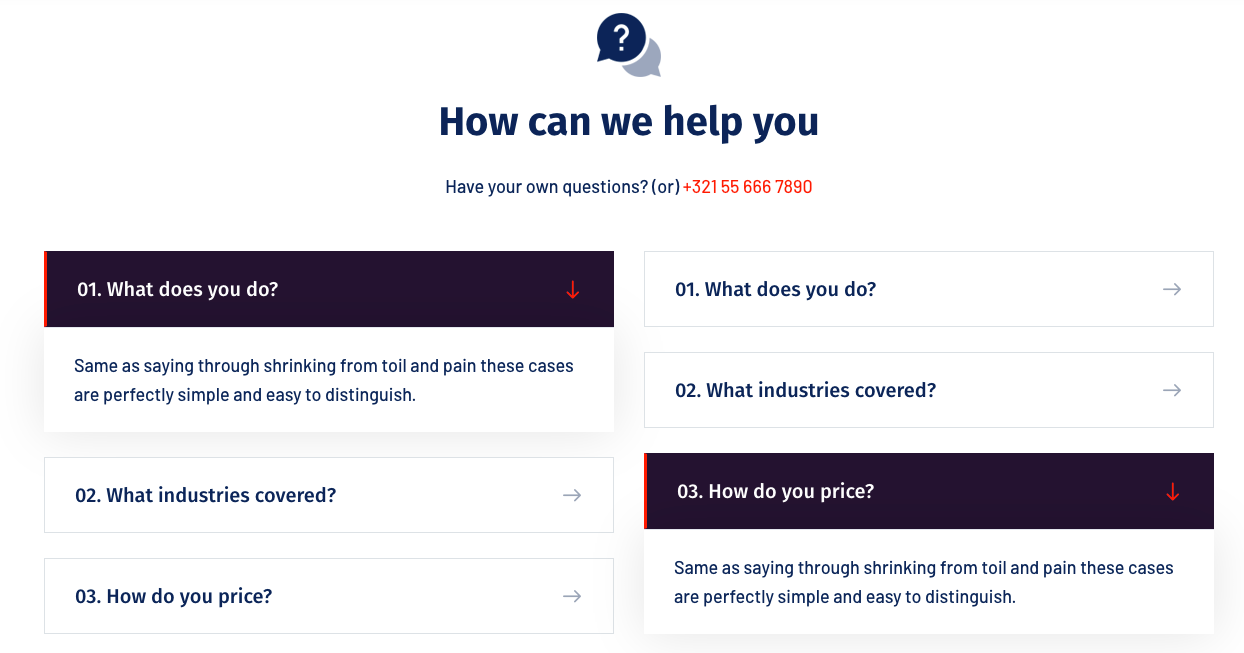 ?
How can we help you
Have your own questions? (or) +321 55 666 7890
01. What does you do?
Same as saying through shrinking from toil and pain these cases
are perfectly simple and easy to distinguish.
02. What industries covered?
03. How do you price?
01. What does you do?
02. What industries covered?
03. How do you price?
Same as saying through shrinking from toil and pain these cases
are perfectly simple and easy to distinguish.